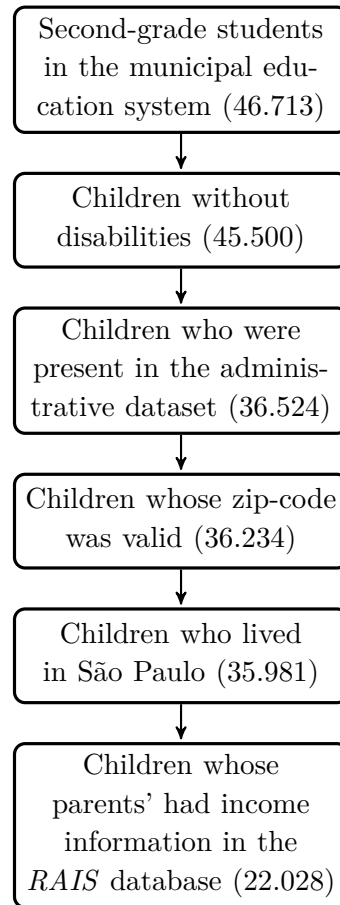 Second-grade students
in the municipal edu-
cation system (46.713)
Children without
disabilities (45.500)
Children who were
present in the adminis-
trative dataset (36.524)
Children whose zip-code
was valid (36.234)
Children who lived
in São Paulo (35.981)
Children whose
parents’ had income
information in the
RAIS database (22.028)